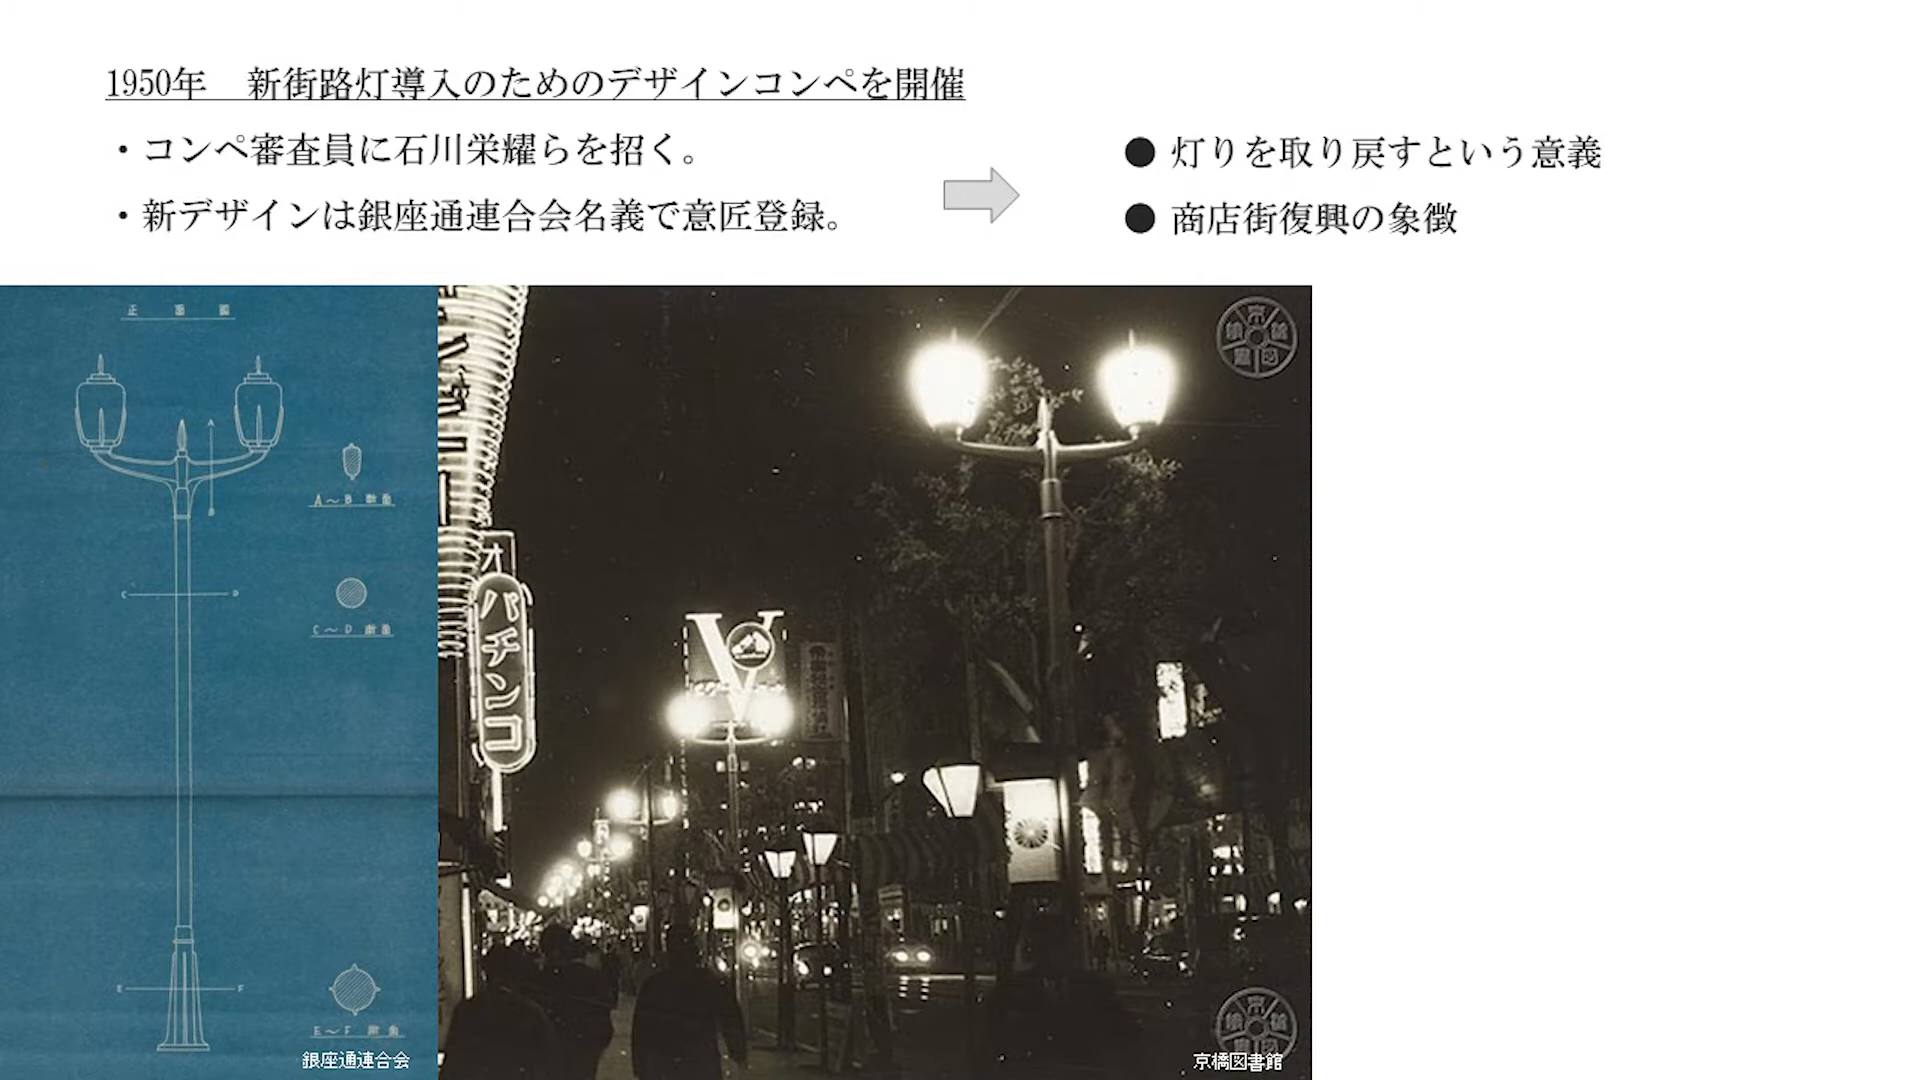 1950年　新街路灯導入のためのデザインコンペを開催
・コンペ審査員に石川栄耀らを招く。
・新デザインは銀座通連合会名義で意匠登録。
● 灯りを取り戻すという意義
● 商店街復興の象徴
正面図
A
B
A～B 断面
C
D
C～D 断面
E
F
E～F 断面
銀座通連合会
オ
パチンコ
V
京橋図書館